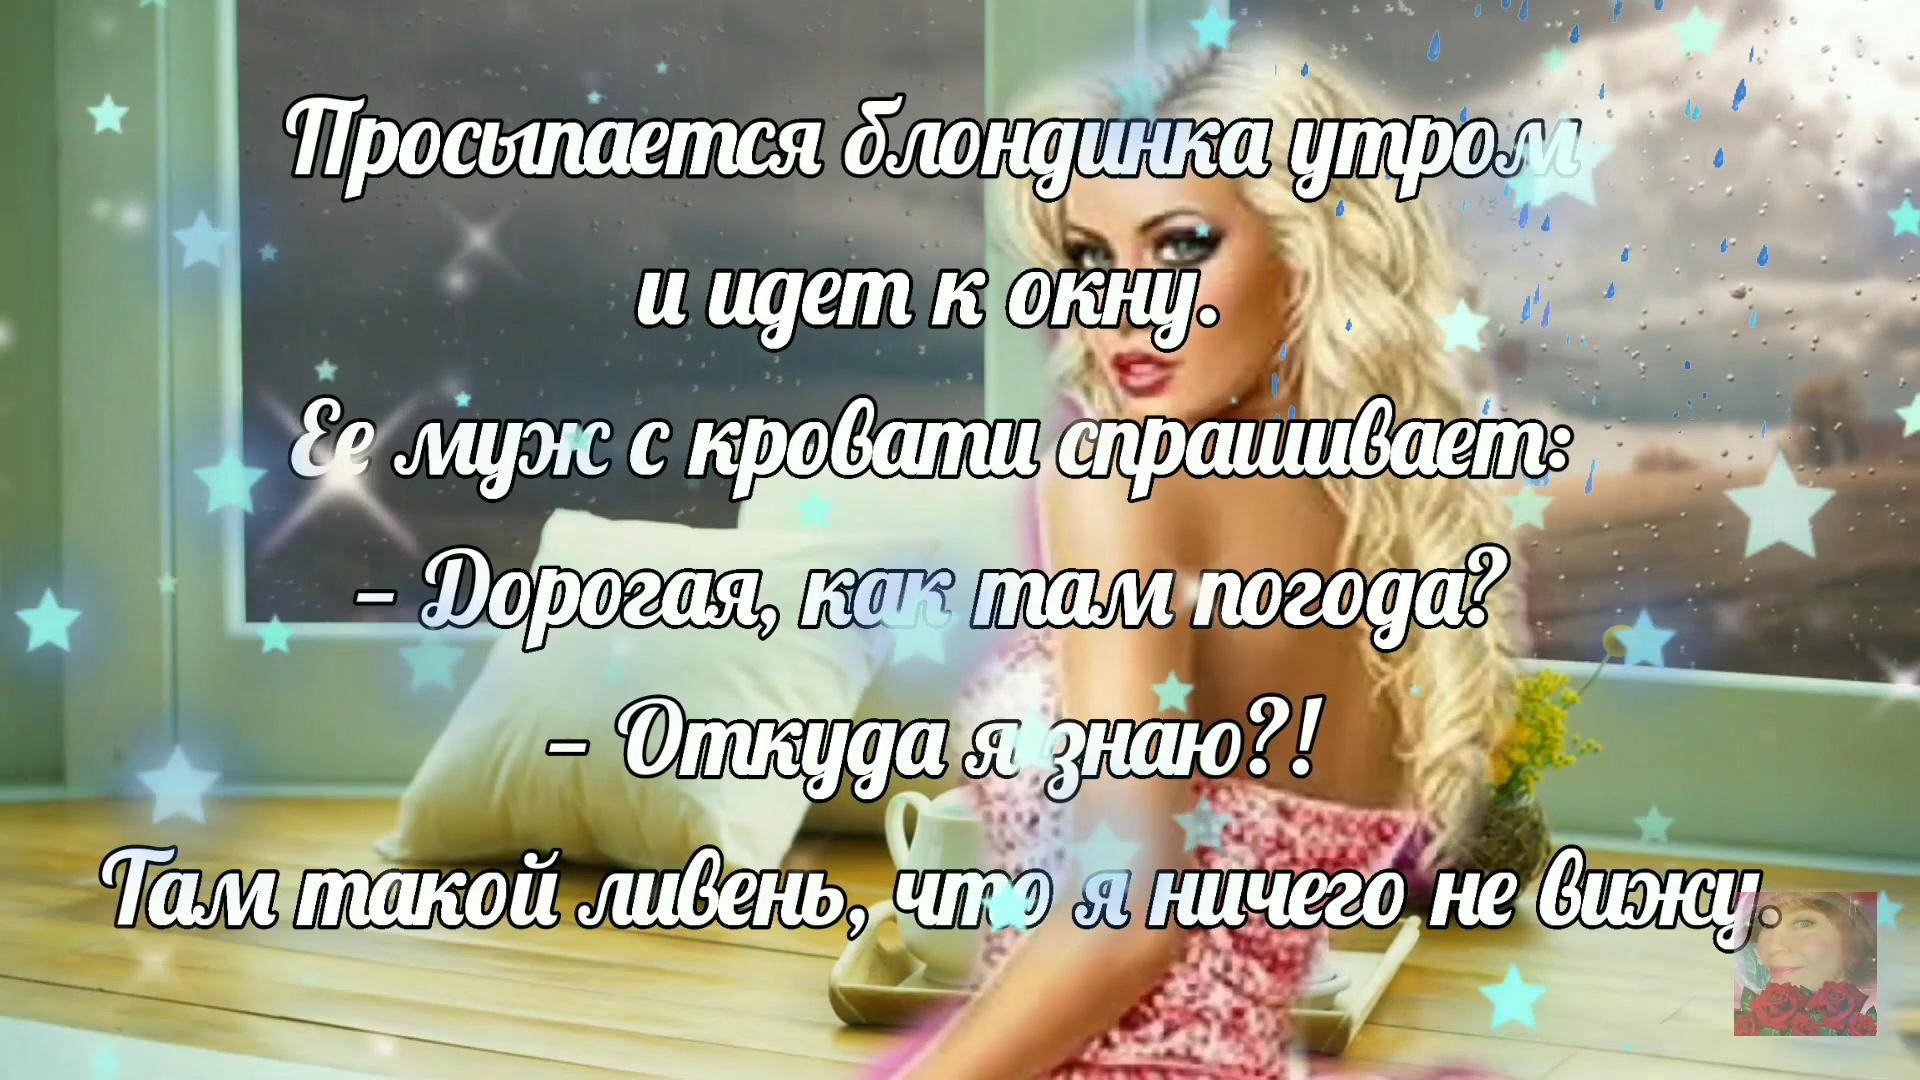 Просыпается блондинка утром
и идет к окну.
Ее муж с кровати спрашивает:
– Дорогая, как там погода?
– Откуда я знаю?!
Там такой ливень, что я ничего не вижу.